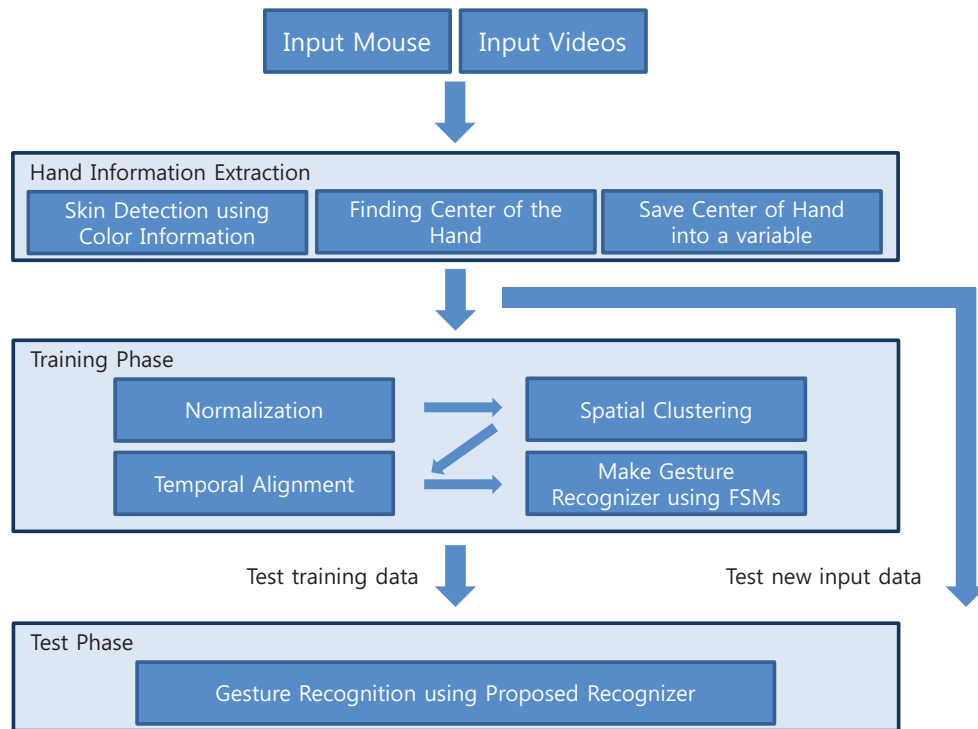 Input Mouse
Input Videos
Hand Information Extraction
Skin Detection using
Color Information
Finding Center of the
Hand
Save Center of Hand
into a variable
Training Phase
Normalization
Spatial Clustering
Temporal Alignment
Make Gesture
Recognizer using FSMs
Test training data
Test new input data
Test Phase
Gesture Recognition using Proposed Recognizer